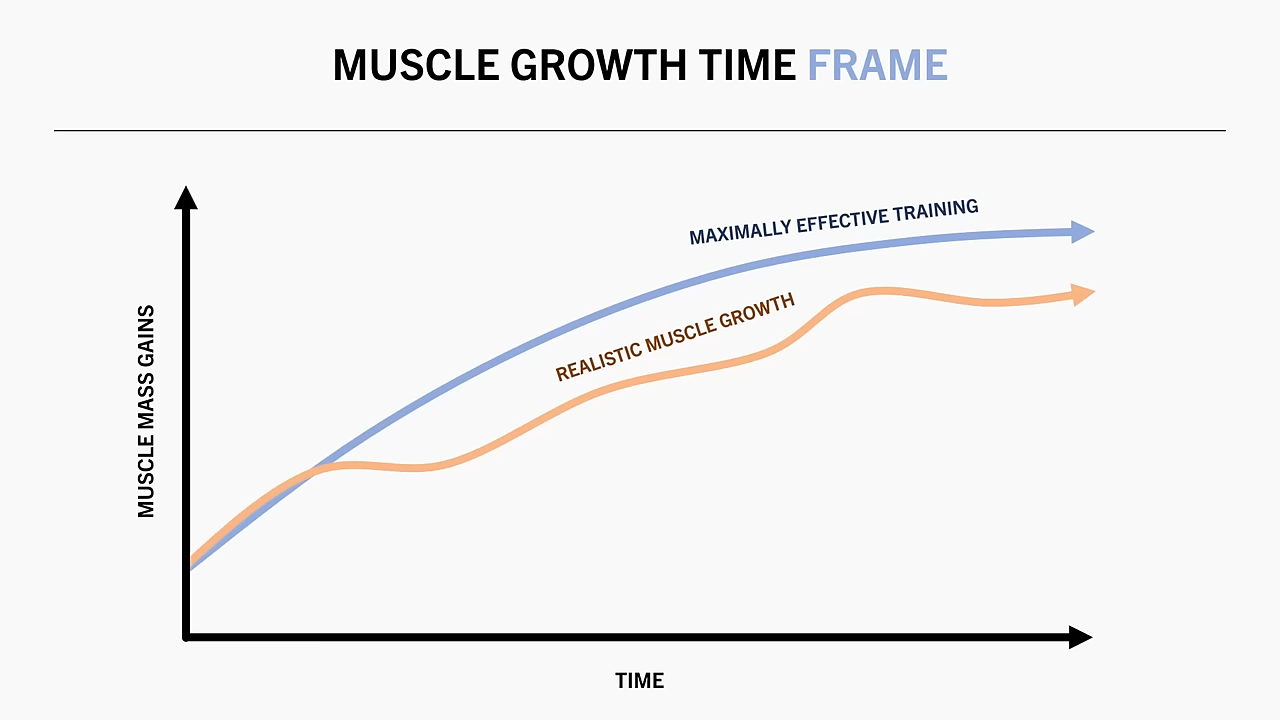 MUSCLE GROWTH TIME FRAME
MAXIMALLY EFFECTIVE TRAINING
REALISTIC MUSCLE GROWTH
MUSCLE MASS GAINS
TIME